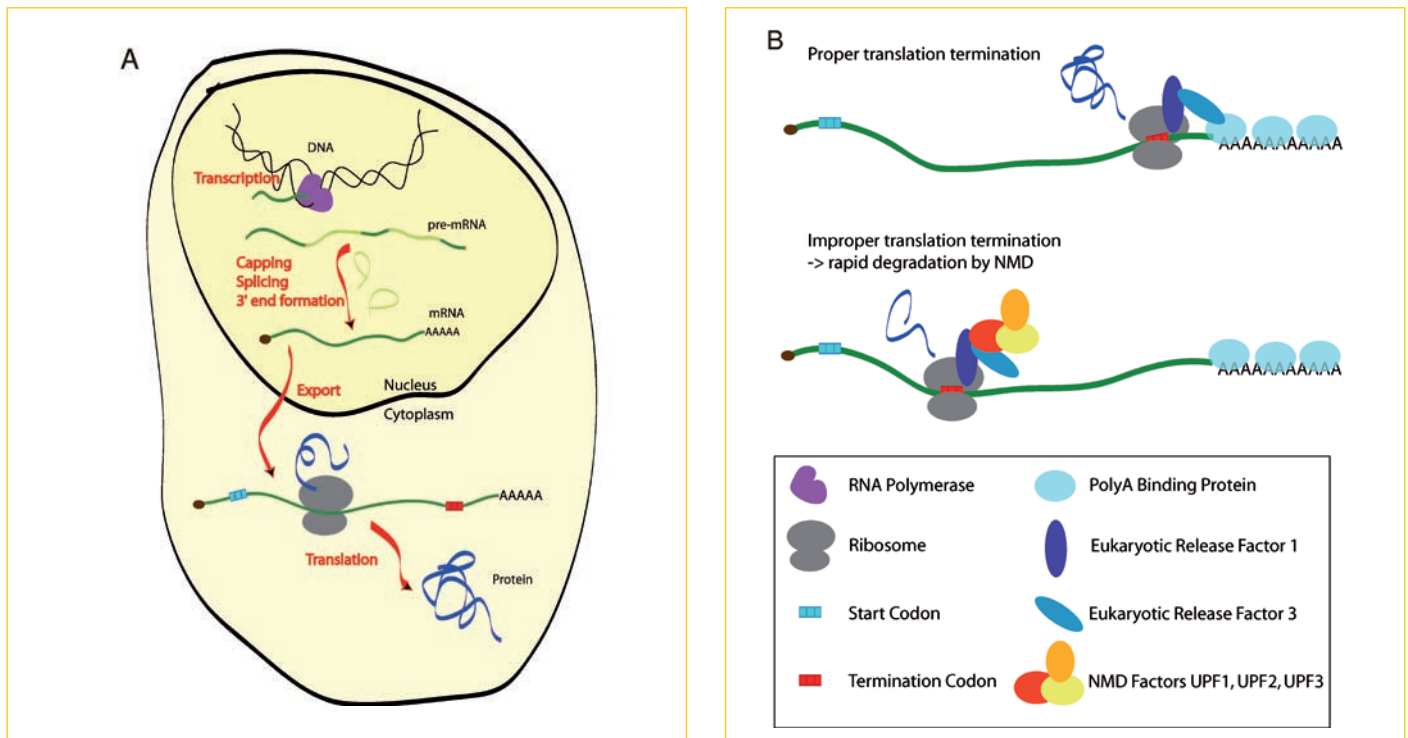 A
DNA
Transcription
pre-mRNA
Capping
Splicing
3' end formation
mRNA
AAAAA
Nucleus
Export
Cytoplasm
AAAAA
Translation
Protein
B
Proper translation termination
AAAAAAAAAAA
Improper translation termination
-> rapid degradation by NMD
AAAAAAAAAAA
RNA Polymerase
PolyA Binding Protein
Ribosome
Eukaryotic Release Factor 1
Start Codon
Eukaryotic Release Factor 3
Termination Codon
NMD Factors UPF1, UPF2, UPF3